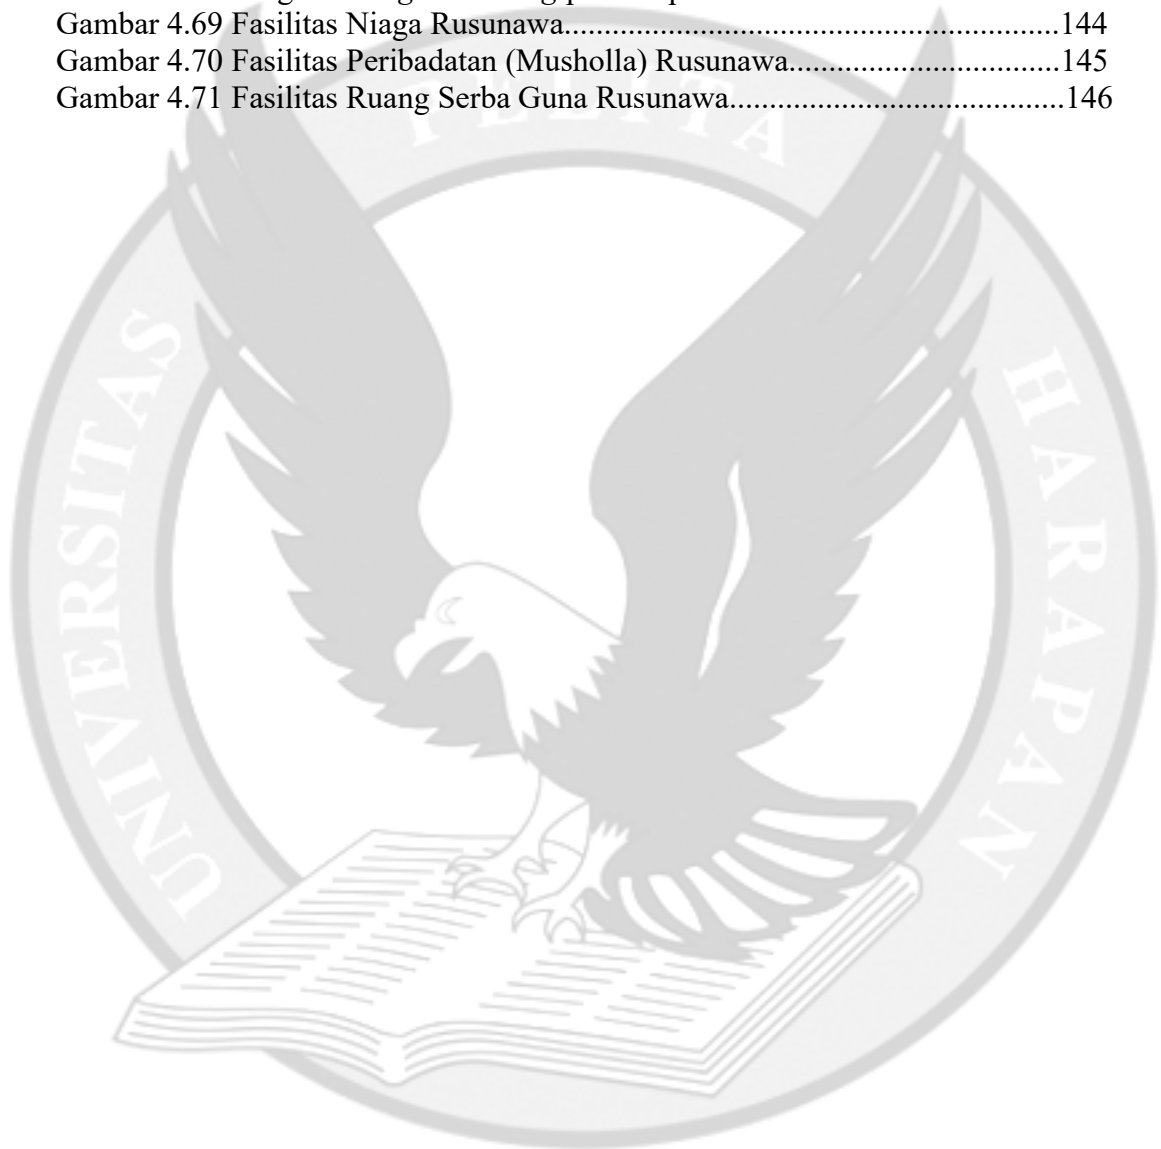 Gambar 4.69 Fasilitas Niaga Rusunawa..............................................................144
Gambar 4.70 Fasilitas Peribadatan (Musholla) Rusunawa..................................145
Gambar 4.71 Fasilitas Ruang Serba Guna Rusunawa..........................................146
UNIVERSITAS
PELITA
HARAPAN